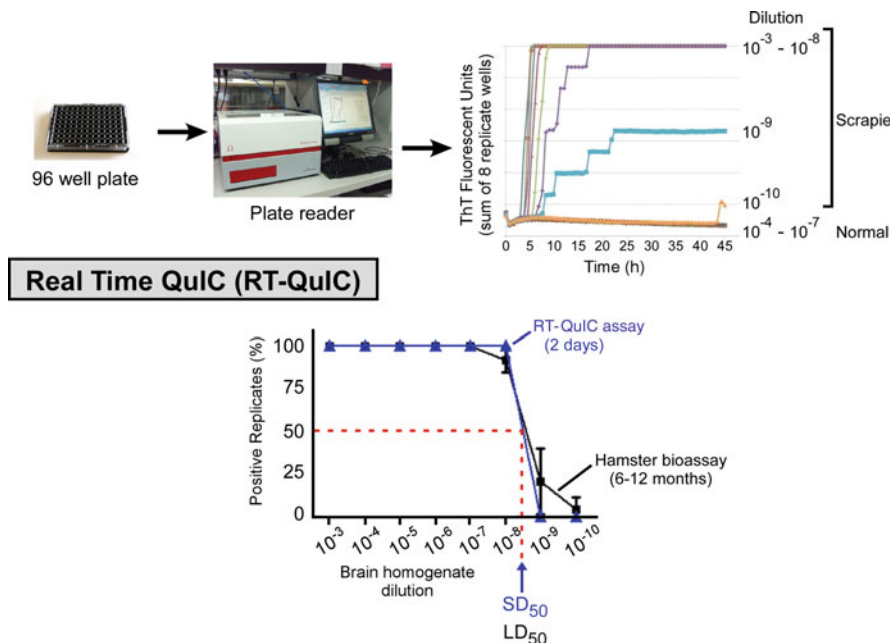 Dilution
10⁻³ - 10⁻⁸
10⁻⁹
10⁻¹⁰
10⁻⁴ - 10⁻⁷
Scrapie
Normal
ThT Fluorescent Units
(sum of 8 replicate wells)
0 5 10 15 20 25 30 35 40 45
Time (h)
96 well plate
Plate reader
Real Time QuIC (RT-QuIC)
RT-QuIC assay
(2 days)
Positive Replicates (%)
100
75
50
25
0
Hamster bioassay
(6-12 months)
10⁻³ 10⁻⁴ 10⁻⁵ 10⁻⁶ 10⁻⁷ 10⁻⁸ 10⁻⁹ 10⁻¹⁰
Brain homogenate
dilution
SD₅₀
LD₅₀